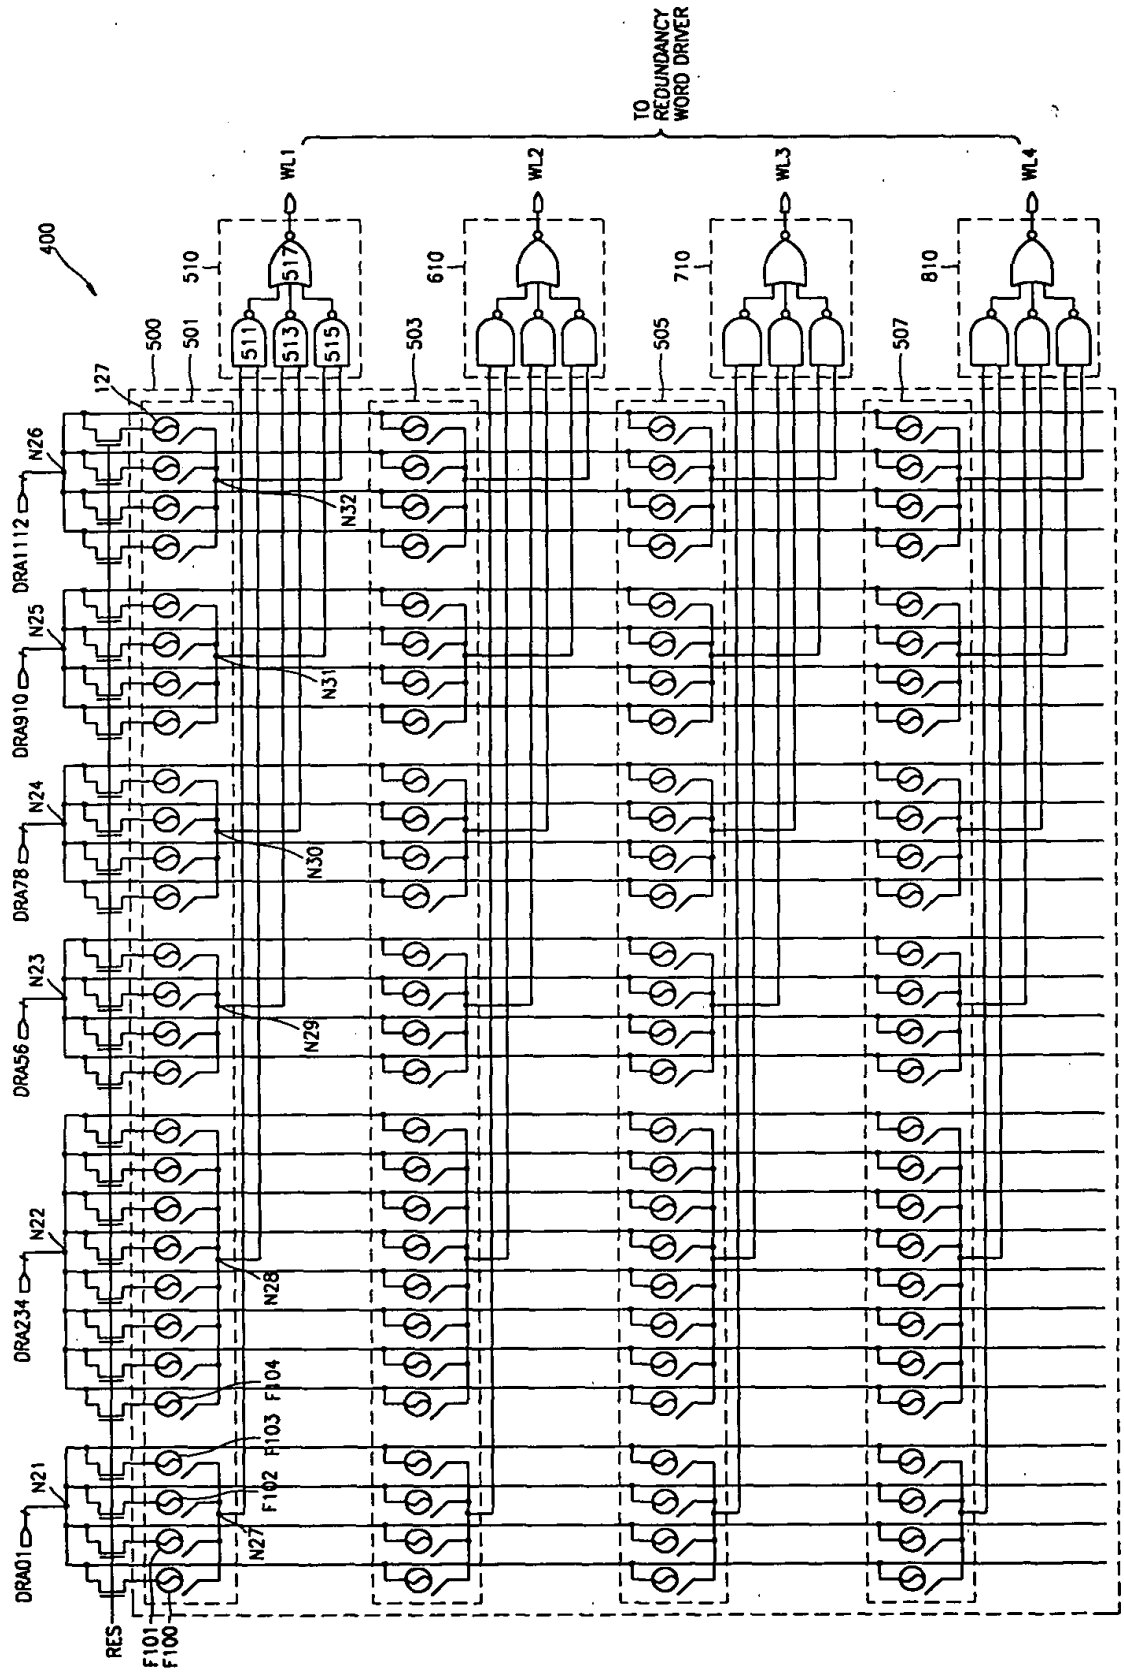 400
DRA01
DRA234
DRA56
DRA78
DRA910
DRA1112
N21
N22
N23
N24
N25
N26
RES
F101
F100
F102
F103
F104
127
500
501
N27
N28
N29
N30
N31
N32
510
511
513
515
517
WL1
503
610
WL2
505
710
WL3
507
810
WL4
TO
REDUNDANCY
WORD DRIVER